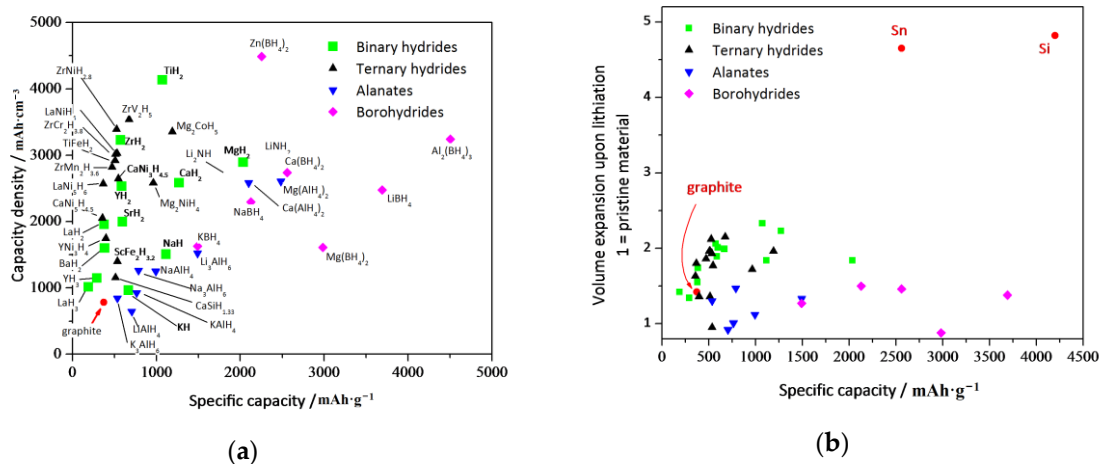 5000
4000
3000
2000
1000
0
0
1000
2000
3000
4000
5000
Capacity density / mAh·cm⁻³
Specific capacity / mAh·g⁻¹
Binary hydrides
Ternary hydrides
Alanates
Borohydrides
Zn(BH₄)₂
TiH₂
ZrNiH₂.₈
ZrV₂H₅
LaNiH₄
ZrCr₂H₃.₈
Mg₂CoH₅
TiFeH₂
ZrH₂
Al₂(BH₄)₃
ZrMn₂H₃.₆
CaNi₅H₄.₅
Li₂NH
MgH₂
LiNH₂
Ca(BH₄)₂
LaNi₅H₆
CaH₂
Mg(AlH₄)₂
LiBH₄
CaNi₅H₄.₅
YH₂
Mg₂NiH₄
NaBH₄
Ca(AlH₄)₂
LaH₂
SrH₂
YNi₅H₄
ScFe₂H₃.₂
NaH
KBH₄
Mg(BH₄)₂
BaH₂
Li₃AlH₆
NaAlH₄
YH₃
Na₃AlH₆
LaH₃
CaSiH₁.₃₃
graphite
LiAlH₄
KH
KAlH₄
K₃AlH₆
(a)
5
4
3
2
1
0
500
1000
1500
2000
2500
3000
3500
4000
4500
Volume expansion upon lithiation
1 = pristine material
Specific capacity / mAh·g⁻¹
Binary hydrides
Ternary hydrides
Alanates
Borohydrides
Sn
Si
graphite
(b)